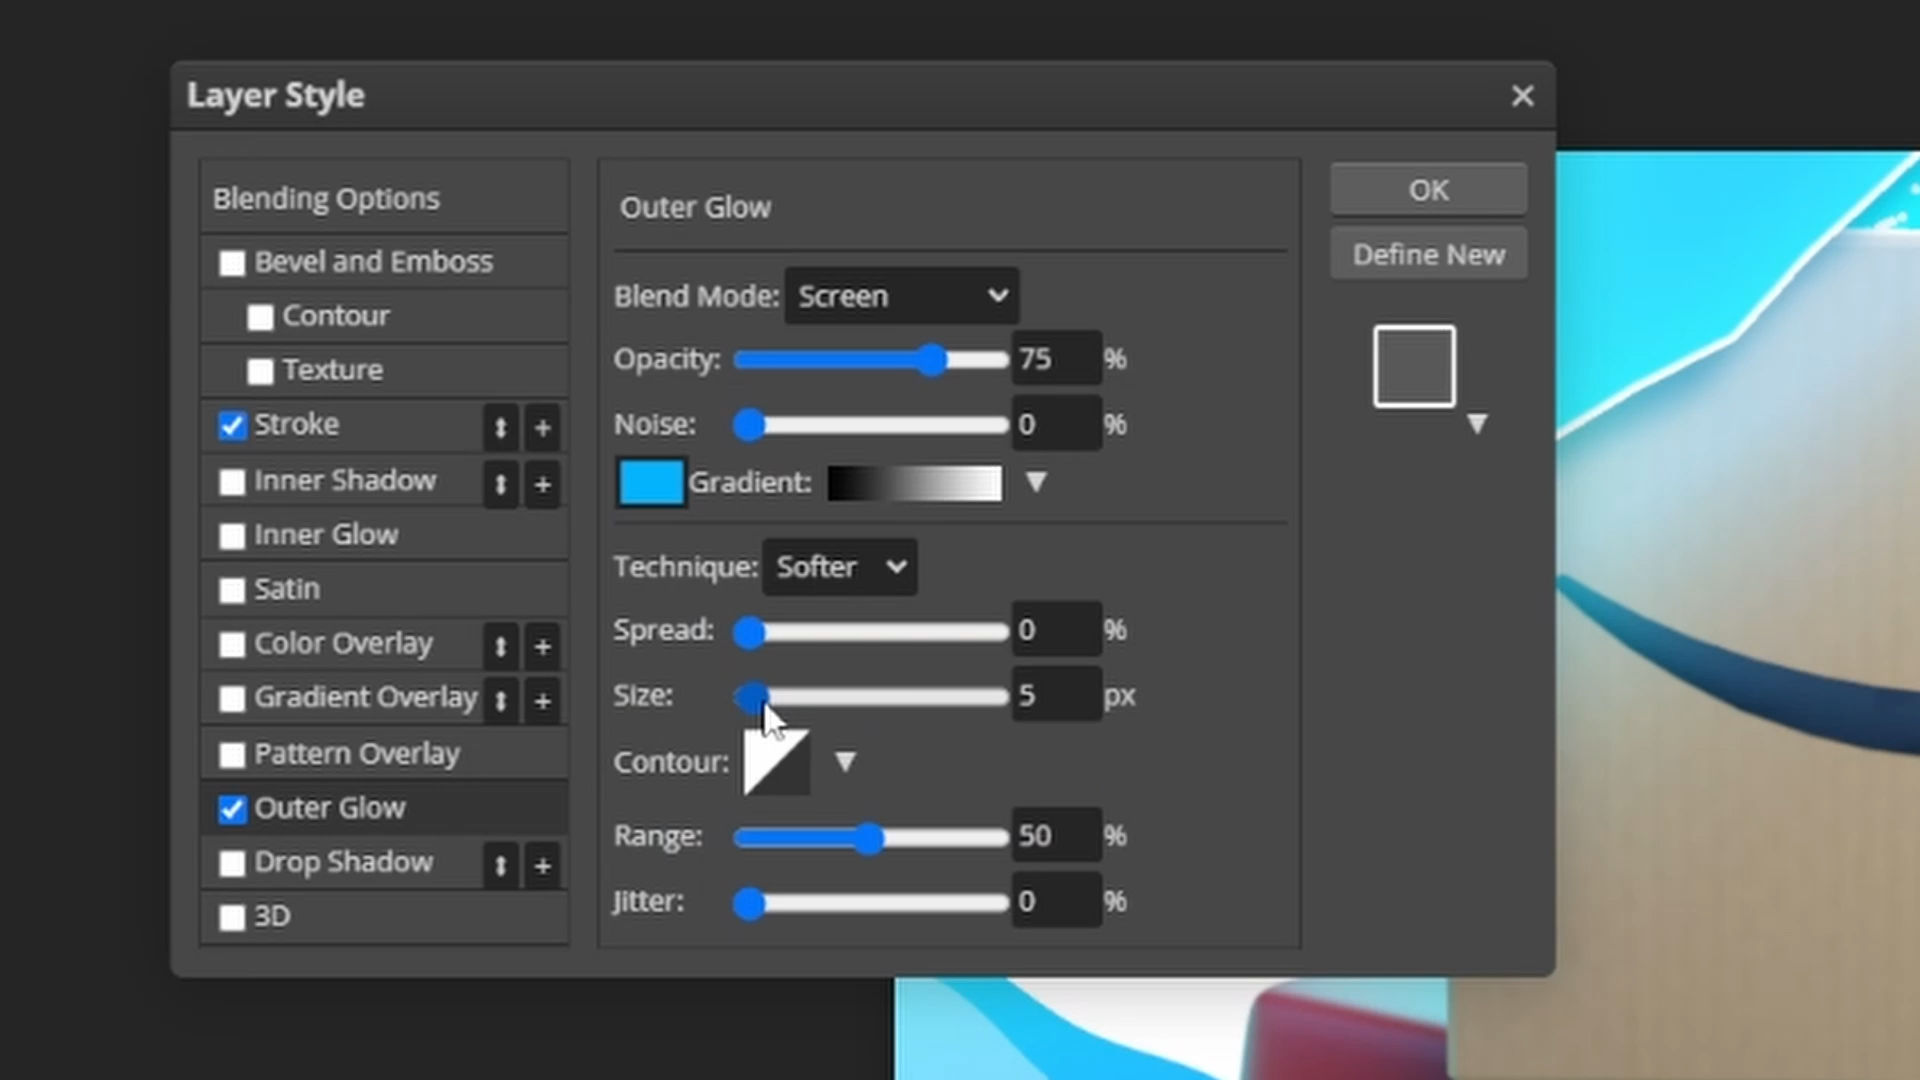 Layer Style
Blending Options
Bevel and Emboss
Contour
Texture
Stroke
+
Inner Shadow
+
Inner Glow
Satin
Color Overlay
+
Gradient Overlay
+
Pattern Overlay
Outer Glow
Drop Shadow
+
3D
Outer Glow
Blend Mode: Screen
Opacity: 75 %
Noise: 0 %
Gradient:
Technique: Softer
Spread: 0 %
Size: 5 px
Contour:
Range: 50 %
Jitter: 0 %
OK
Define New